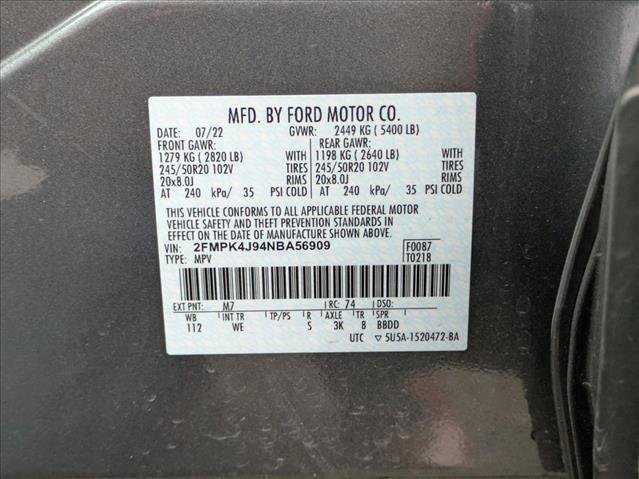 MFD. BY FORD MOTOR CO.
DATE: 07/22 GVWR: 2449 KG ( 5400 LB)
FRONT GAWR: REAR GAWR:
1279 KG ( 2820 LB) WITH 1198 KG ( 2640 LB) WITH
245/50R20 102V TIRES 245/50R20 102V TIRES
20x8.0J RIMS 20x8.0J RIMS
AT 240 kPa/ 35 PSI COLD AT 240 kPa/ 35 PSI COLD
THIS VEHICLE CONFORMS TO ALL APPLICABLE FEDERAL MOTOR
VEHICLE SAFETY AND THEFT PREVENTION STANDARDS IN
EFFECT ON THE DATE OF MANUFACTURE SHOWN ABOVE.
VIN: 2FMPK4J94NBA56909 F0087
TYPE: MPV T0218
EXT PNT: M7 RC: 74 DSO:
WB INT TR TP/PS R AXLE TR SPR
112 WE S 3K 8 BBDD
UTC ▽ 5U5A-1520472-BA